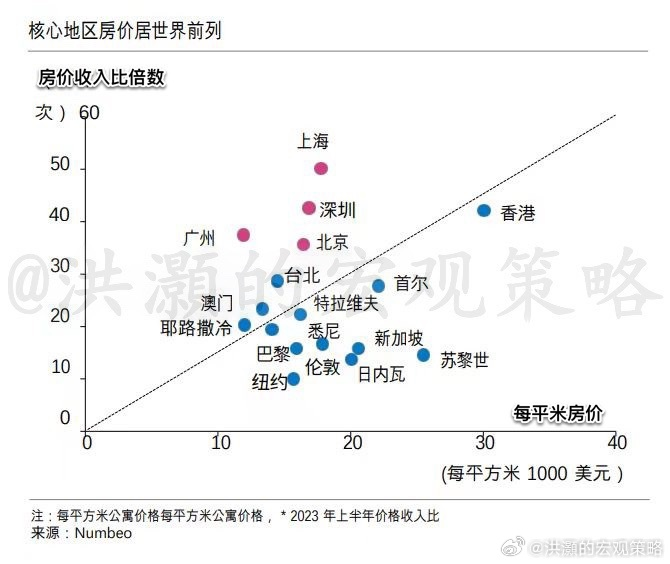 核心地区房价居世界前列
房价收入比倍数
次） 60
50
40
30
20
10
0
上海
深圳
广州
北京
香港
台北
首尔
澳门
特拉维夫
耶路撒冷
悉尼
新加坡
巴黎
伦敦
日内瓦
苏黎世
纽约
每平米房价
0 10 20 30 40
(每平方米 1000 美元 )
注：每平方米公寓价格每平方米公寓价格， * 2023 年上半年价格收入比
来源：Numbeo
@洪灏的宏观策略
@洪灏的宏观策略